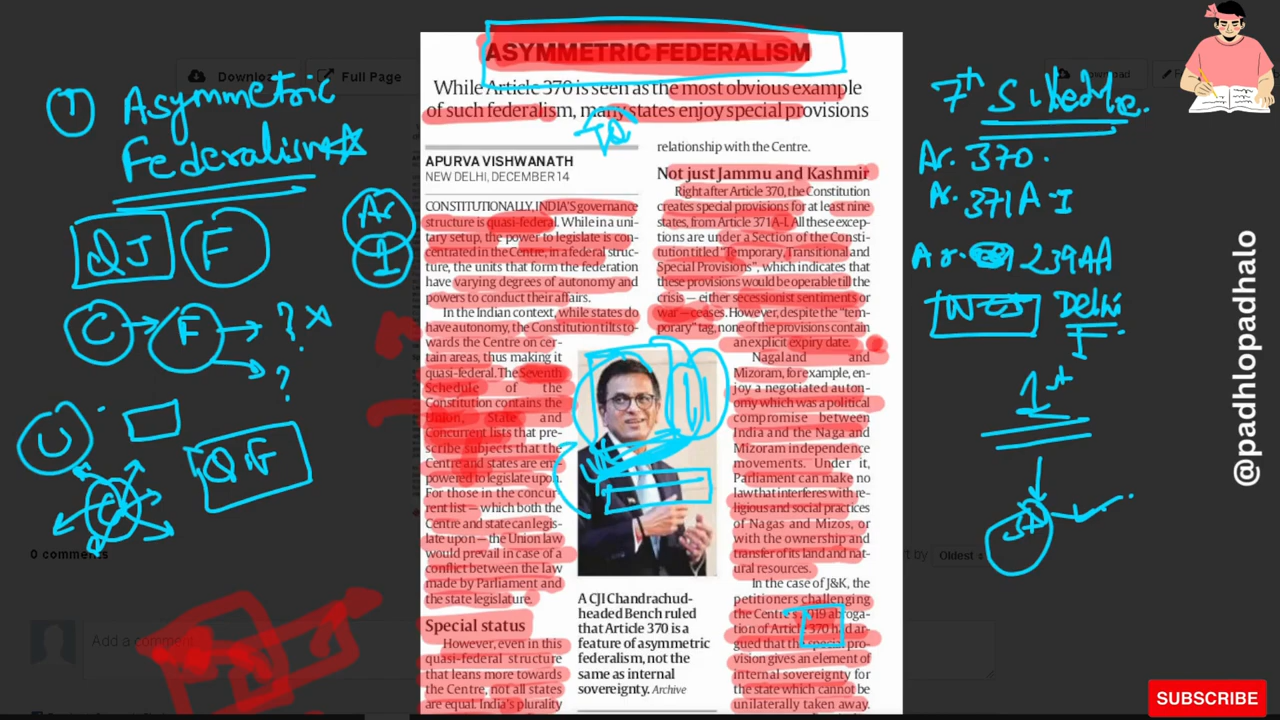 Download
Full Page
1 Asymmetric
Federalism
QJ F
C F ? x
?
U
QF
Ar
I
0 comments
Add a comment
ASYMMETRIC FEDERALISM
While Article 370 is seen as the most obvious example
of such federalism, many states enjoy special provisions
APURVA VISHWANATH
NEW DELHI, DECEMBER 14
CONSTITUTIONALLY, INDIA'S governance
structure is quasi-federal. While in a uni-
tary setup, the power to legislate is con-
centrated in the Centre, in a federal struc-
ture, the units that form the federation
have varying degrees of autonomy and
powers to conduct their affairs.
In the Indian context, while states do
have autonomy, the Constitution tilts to-
wards the Centre on cer-
tain areas, thus making it
quasi-federal. The Seventh
Schedule of the
Constitution contains the
Union, State and
Concurrent lists that pre-
scribe subjects that the
Centre and states are em-
powered to legislate upon.
For those in the concur-
rent list — which both the
Centre and state can legis-
late upon — the Union law
would prevail in case of a
conflict between the law
made by Parliament and
the state legislature.
Special status
However, even in this
quasi-federal structure
that leans more towards
the Centre, not all states
are equal. India's plurality
A CJI Chandrachud-
headed Bench ruled
that Article 370 is a
feature of asymmetric
federalism, not the
same as internal
sovereignty. Archive
relationship with the Centre.
Not just Jammu and Kashmir
Right after Article 370, the Constitution
creates special provisions for at least nine
states, from Article 371A-I. All these excep-
tions are under a Section of the Consti-
tution titled "Temporary, Transitional and
Special Provisions", which indicates that
these provisions would be operable till the
crisis — either secessionist sentiments or
war — ceases. However, despite the "tem-
porary" tag, none of the provisions contain
an explicit expiry date.
Nagaland and
Mizoram, for example, en-
joy a negotiated auton-
omy which was a political
compromise between
India and the Naga and
Mizoram independence
movements. Under it,
Parliament can make no
law that interferes with re-
ligious and social practices
of Nagas and Mizos, or
with the ownership and
transfer of its land and nat-
ural resources.
In the case of J&K, the
petitioners challenging
the Centre's 2019 abroga-
tion of Article 370 had ar-
gued that the special pro-
vision gives an element of
internal sovereignty for
the state which cannot be
unilaterally taken away.
Download
7th
Ar. 370.
Ar. 371A-I
Ar. 239AA
Delhi
1st
Oldest
@padhlopadhalo
SUBSCRIBE